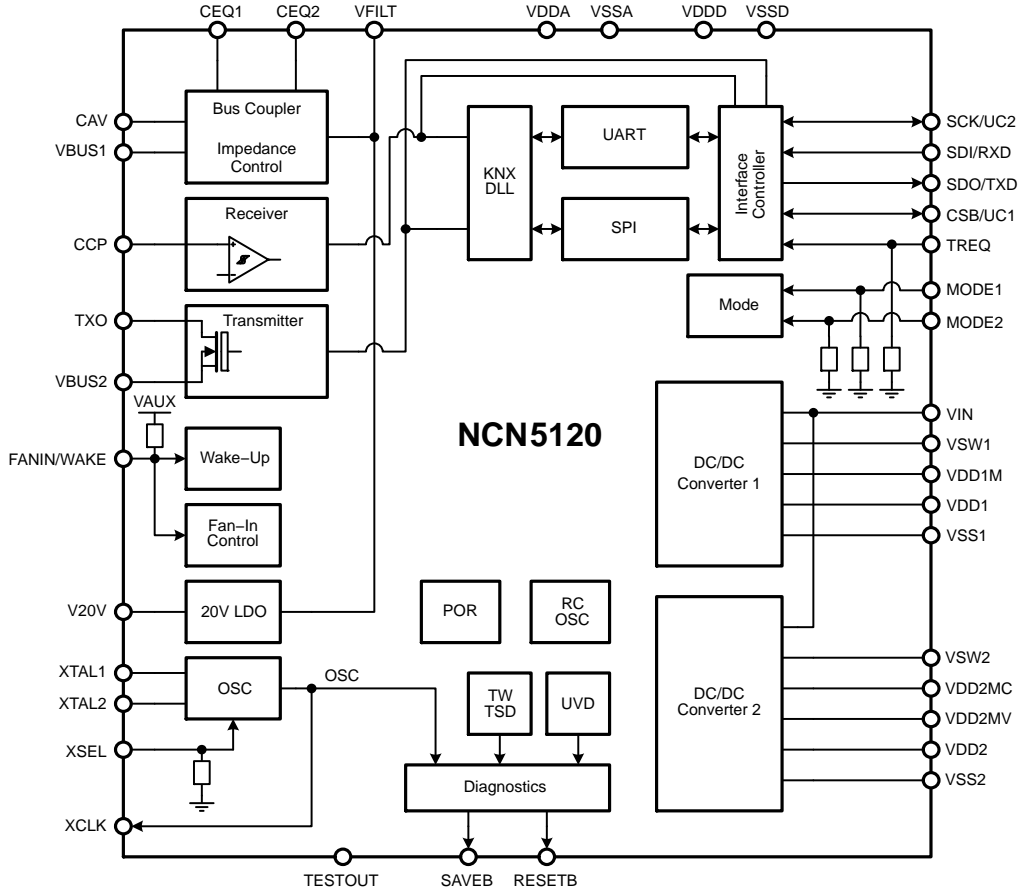 CEQ1 CEQ2 VFILT VDDA VSSA VDDD VSSD
CAV
VBUS1
CCP
TXO
VBUS2
VAUX
FANIN/WAKE
V20V
XTAL1
XTAL2
XSEL
XCLK
Bus Coupler
Impedance
Control
Receiver
Transmitter
Wake−Up
Fan−In
Control
20V LDO
OSC
OSC
KNX
DLL
UART
SPI
Interface
Controller
Mode
NCN5120
DC/DC
Converter 1
DC/DC
Converter 2
POR
RC
OSC
TW
TSD
UVD
Diagnostics
SCK/UC2
SDI/RXD
SDO/TXD
CSB/UC1
TREQ
MODE1
MODE2
VIN
VSW1
VDD1M
VDD1
VSS1
VSW2
VDD2MC
VDD2MV
VDD2
VSS2
TESTOUT SAVEB RESETB